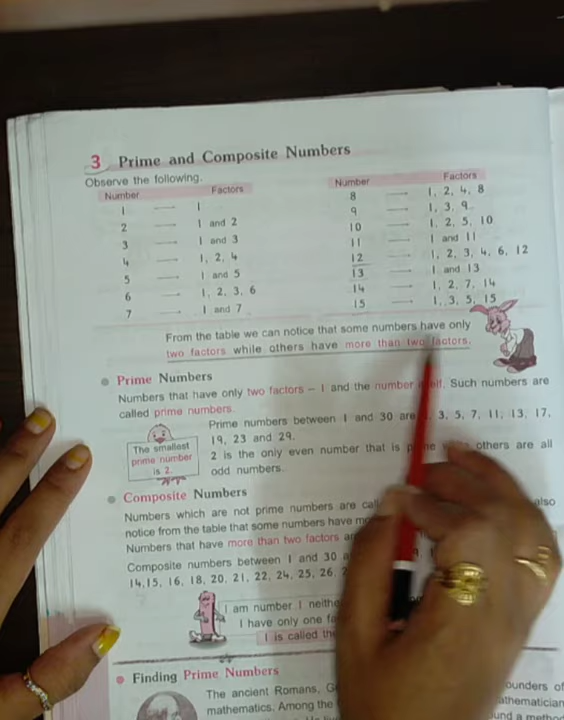 3 Prime and Composite Numbers
Observe the following.
Number Factors
1 → 1
2 → 1 and 2
3 → 1 and 3
4 → 1, 2, 4
5 → 1 and 5
6 → 1, 2, 3, 6
7 → 1 and 7
Number Factors
8 → 1, 2, 4, 8
9 → 1, 3, 9
10 → 1, 2, 5, 10
11 → 1 and 11
12 → 1, 2, 3, 4, 6, 12
13 → 1 and 13
14 → 1, 2, 7, 14
15 → 1, 3, 5, 15
From the table we can notice that some numbers have only
two factors while others have more than two factors.
Prime Numbers
Numbers that have only two factors – 1 and the number Such numbers are
called prime numbers.
The smallest
prime number
is 2.
Prime numbers between 1 and 30 are 3, 5, 7, 11, 13, 17,
19, 23 and 29.
2 is the only even number that is others are all
odd numbers.
Composite Numbers
Numbers which are not prime numbers are also
notice from the table that some numbers have
Numbers that have more than two factors
Composite numbers between 1 and 30
14, 15, 16, 18, 20, 21, 22, 24, 25, 26,
I am number 1
I have only one
1 is called
Finding Prime Numbers
The ancient Romans,
mathematics. Among the